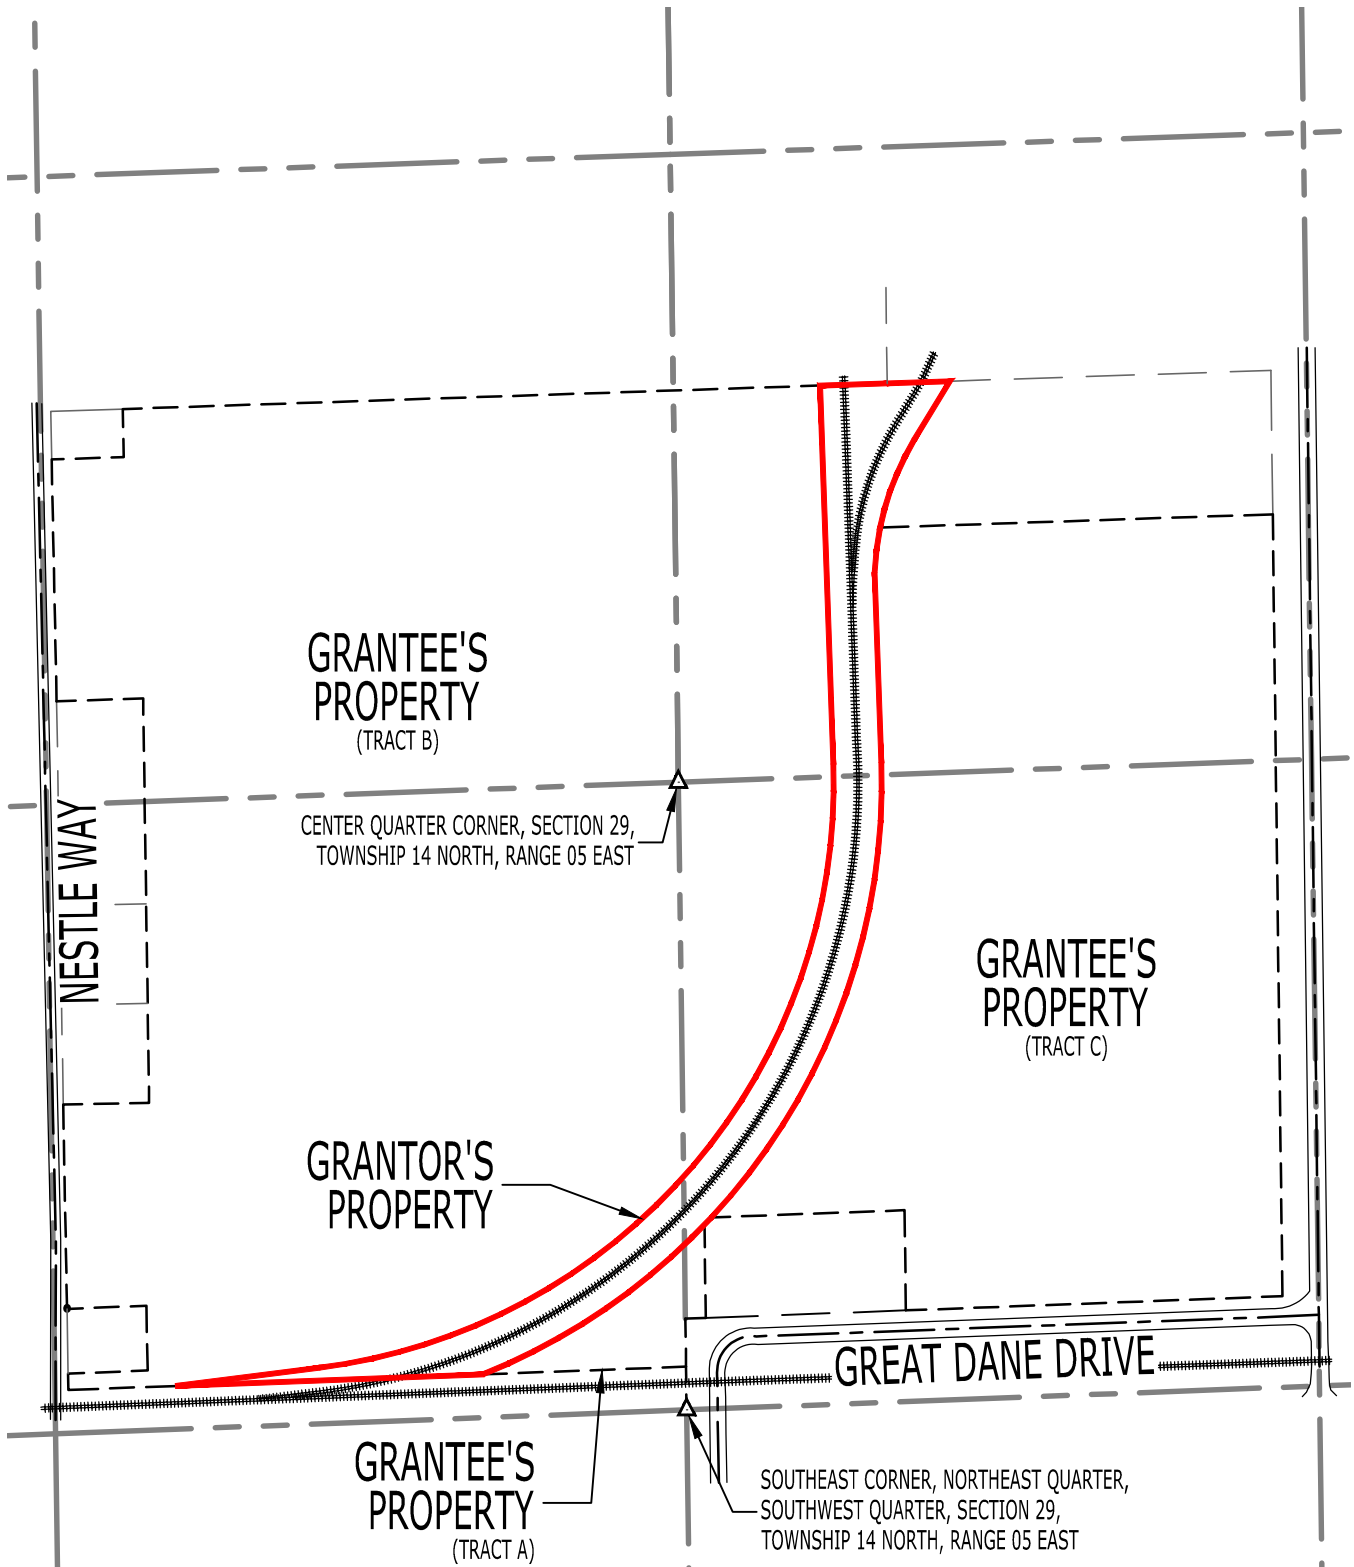 GRANTEE'S
PROPERTY
(TRACT B)
CENTER QUARTER CORNER, SECTION 29,
TOWNSHIP 14 NORTH, RANGE 05 EAST
NESTLE WAY
GRANTEE'S
PROPERTY
(TRACT C)
GRANTOR'S
PROPERTY
GREAT DANE DRIVE
GRANTEE'S
PROPERTY
(TRACT A)
SOUTHEAST CORNER, NORTHEAST QUARTER,
SOUTHWEST QUARTER, SECTION 29,
TOWNSHIP 14 NORTH, RANGE 05 EAST